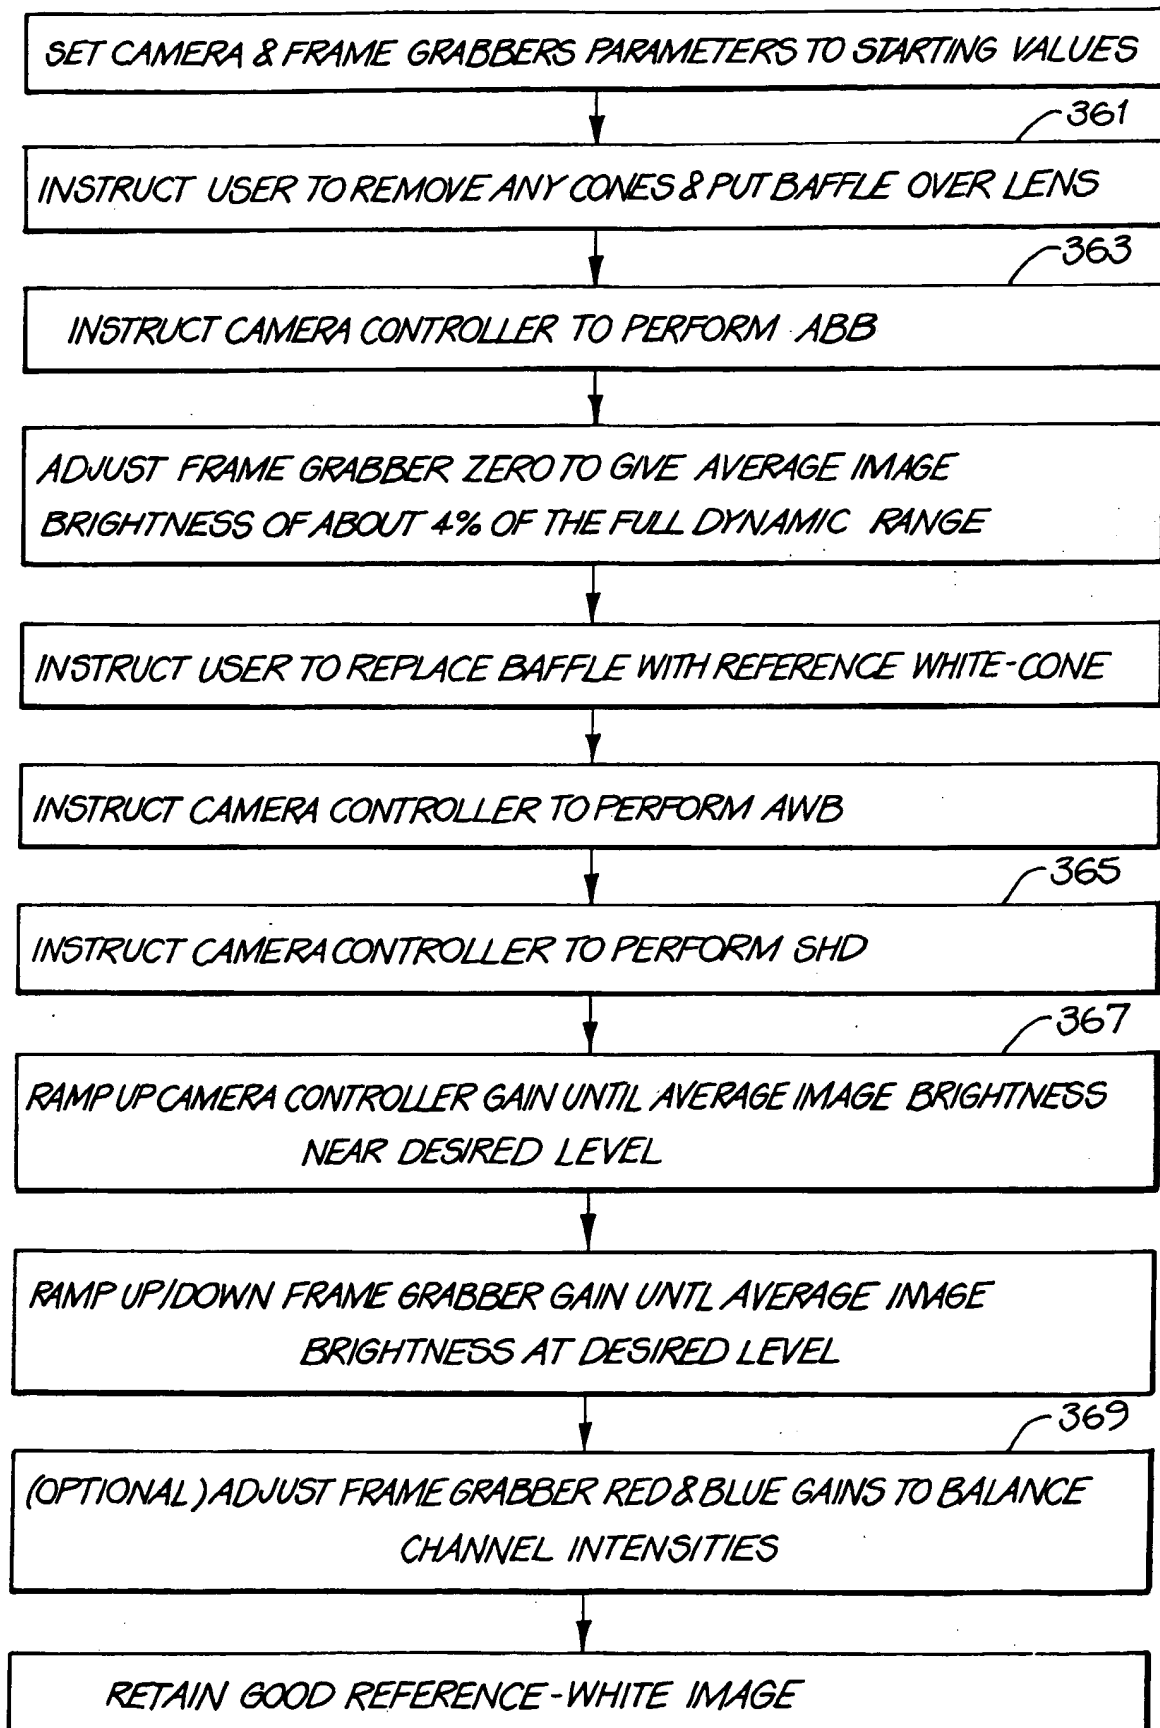 SET CAMERA & FRAME GRABBERS PARAMETERS TO STARTING VALUES
361
INSTRUCT USER TO REMOVE ANY CONES & PUT BAFFLE OVER LENS
363
INSTRUCT CAMERA CONTROLLER TO PERFORM ABB
ADJUST FRAME GRABBER ZERO TO GIVE AVERAGE IMAGE
BRIGHTNESS OF ABOUT 4% OF THE FULL DYNAMIC RANGE
INSTRUCT USER TO REPLACE BAFFLE WITH REFERENCE WHITE-CONE
INSTRUCT CAMERA CONTROLLER TO PERFORM AWB
365
INSTRUCT CAMERA CONTROLLER TO PERFORM SHD
367
RAMP UP CAMERA CONTROLLER GAIN UNTIL AVERAGE IMAGE BRIGHTNESS
NEAR DESIRED LEVEL
RAMP UP/DOWN FRAME GRABBER GAIN UNTL AVERAGE IMAGE
BRIGHTNESS AT DESIRED LEVEL
369
(OPTIONAL) ADJUST FRAME GRABBER RED & BLUE GAINS TO BALANCE
CHANNEL INTENSITIES
RETAIN GOOD REFERENCE-WHITE IMAGE